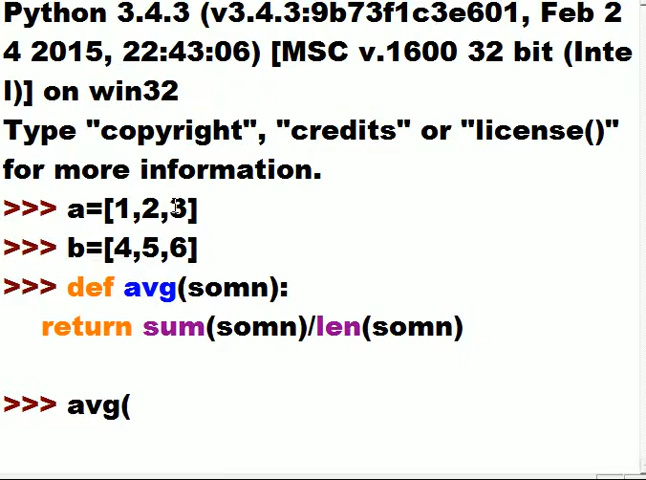 Python 3.4.3 (v3.4.3:9b73f1c3e601, Feb 2
4 2015, 22:43:06) [MSC v.1600 32 bit (Inte
l)] on win32
Type "copyright", "credits" or "license()"
for more information.
>>> a=[1,2,3]
>>> b=[4,5,6]
>>> def avg(somn):
return sum(somn)/len(somn)
>>> avg(